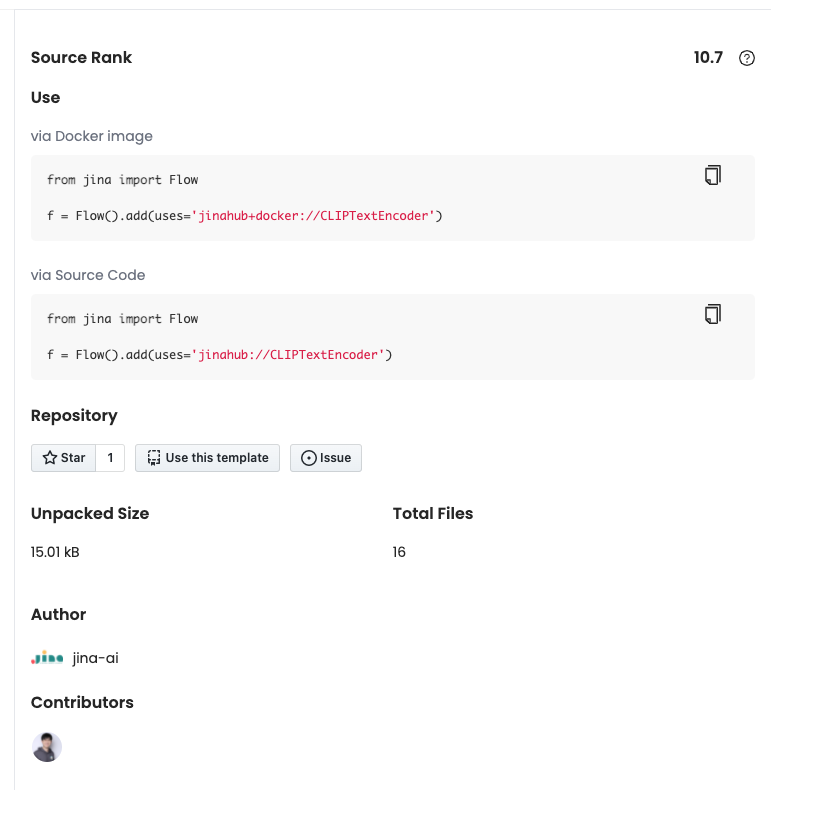 Source Rank 10.7 ?
Use
via Docker image
from jina import Flow
f = Flow().add(uses='jinahub+docker://CLIPTextEncoder')
via Source Code
from jina import Flow
f = Flow().add(uses='jinahub://CLIPTextEncoder')
Repository
Star 1 Use this template Issue
Unpacked Size Total Files
15.01 kB 16
Author
jina jina-ai
Contributors